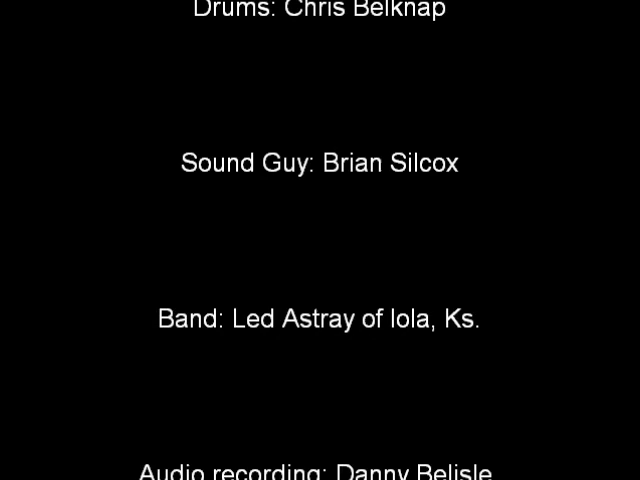 Drums: Chris Belknap
Sound Guy: Brian Silcox
Band: Led Astray of Iola, Ks.
Audio recording: Danny Belisle